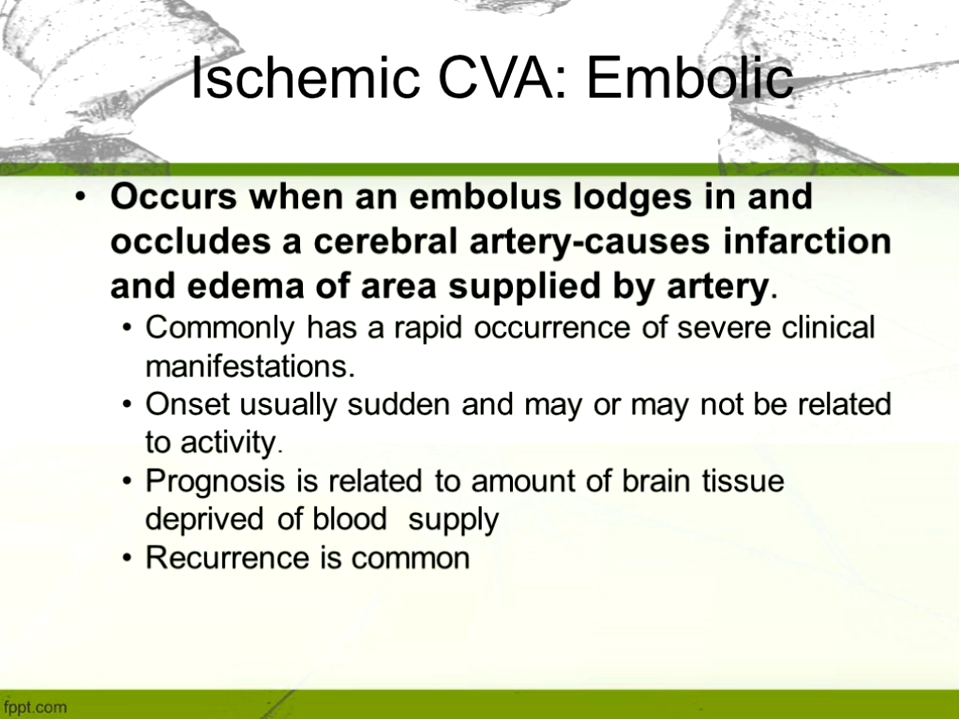 Ischemic CVA: Embolic
• Occurs when an embolus lodges in and
occludes a cerebral artery-causes infarction
and edema of area supplied by artery.
• Commonly has a rapid occurrence of severe clinical
manifestations.
• Onset usually sudden and may or may not be related
to activity.
• Prognosis is related to amount of brain tissue
deprived of blood  supply
• Recurrence is common
fppt.com